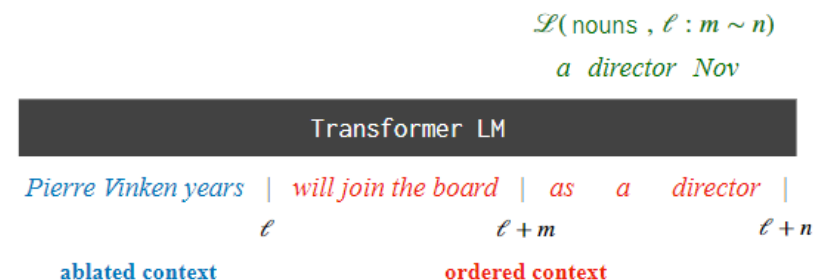 ℒ( nouns , ℓ : m ∼ n)
a director Nov
Transformer LM
Pierre Vinken years | will join the board | as a director |
ℓ ℓ + m ℓ + n
ablated context ordered context